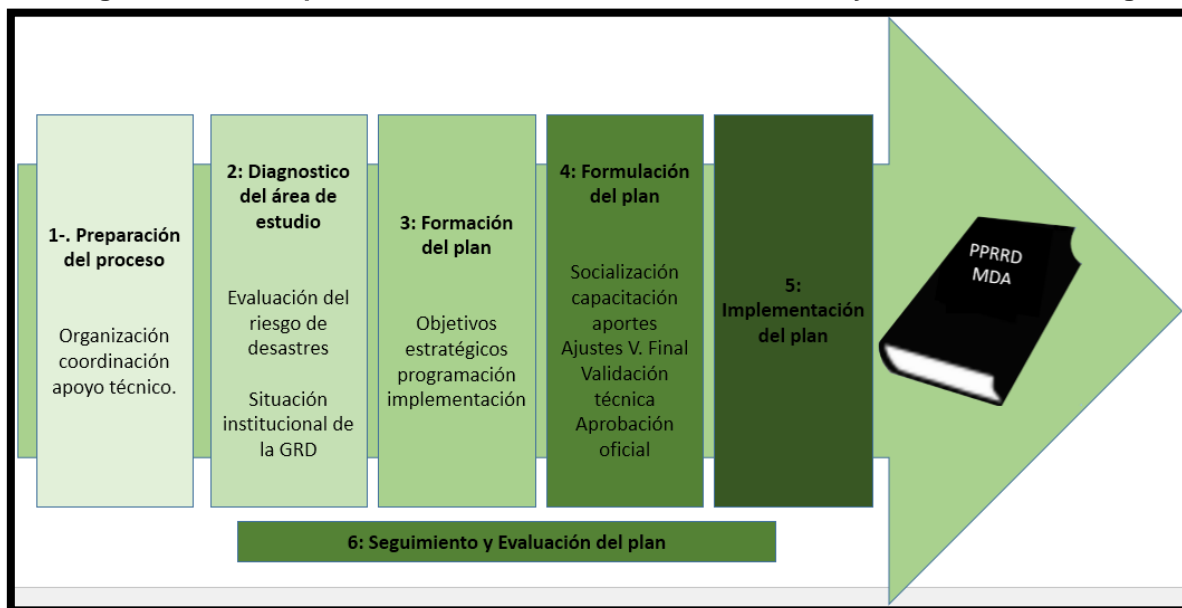 1-. Preparación
del proceso
Organización
coordinación
apoyo técnico.
2: Diagnostico
del área de
estudio
Evaluación del
riesgo de
desastres
Situación
institucional de
la GRD
3: Formación
del plan
Objetivos
estratégicos
programación
implementación
4: Formulación
del plan
Socialización
capacitación
aportes
Ajustes V. Final
Validación
técnica
Aprobación
oficial
5:
Implementación
del plan
PPRRD
MDA
6: Seguimiento y Evaluación del plan